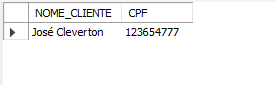 NOME_CLIENTE CPF
José Cleverton 123654777